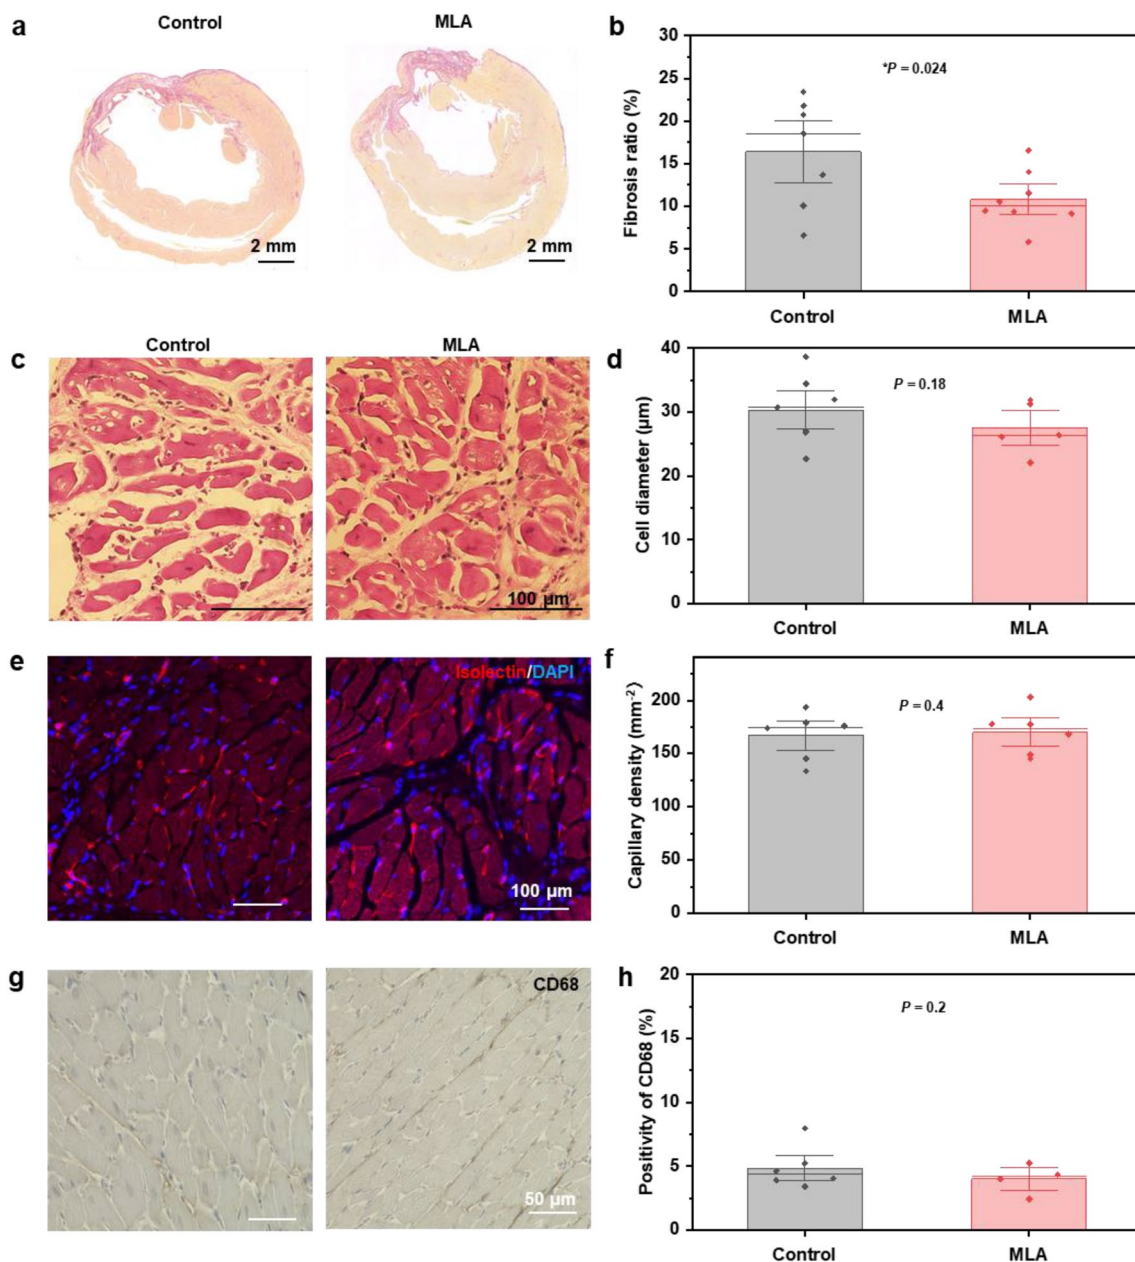 a
Control
MLA
2 mm
2 mm
b
Fibrosis ratio (%)
30
25
20
15
10
5
0
*P = 0.024
Control
MLA
c
Control
MLA
100 µm
d
Cell diameter (µm)
40
30
20
10
0
P = 0.18
Control
MLA
e
Isolectin/DAPI
100 µm
f
Capillary density (mm⁻²)
200
150
100
50
0
P = 0.4
Control
MLA
g
CD68
50 µm
h
Positivity of CD68 (%)
20
15
10
5
0
P = 0.2
Control
MLA